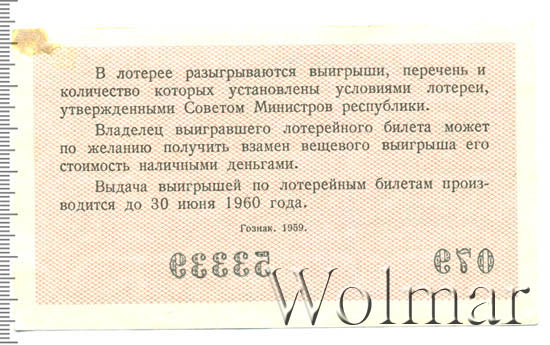 В лотерее разыгрываются выигрыши, перечень и
количество которых установлены условиями лотереи,
утвержденными Советом Министров республики.
Владелец выигравшего лотерейного билета может
по желанию получить взамен вещевого выигрыша его
стоимость наличными деньгами.
Выдача выигрышей по лотерейным билетам произ-
водится до 30 июня 1960 года.
Гознак. 1959.
079 53339
Wolmar